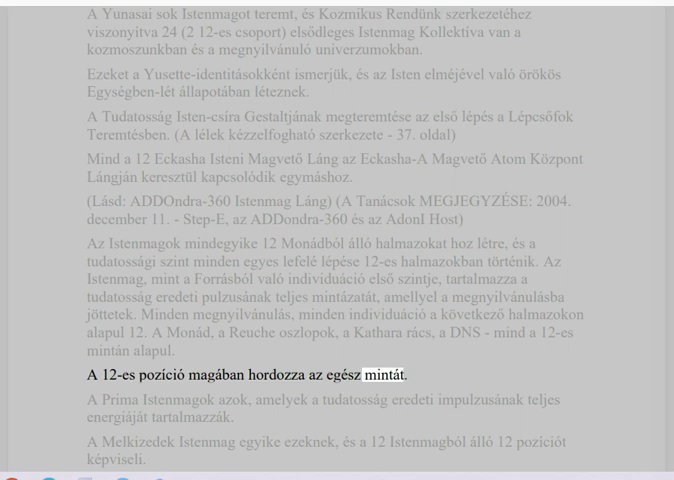 A Yunasai sok Istenmagot teremt, és Kozmikus Rendünk szerkezetéhez
viszonyítva 24 (2 12-es csoport) elsődleges Istenmag Kollektíva van a
kozmoszunkban és a megnyilvánuló univerzumokban.
Ezeket a Yusette-identitásokként ismerjük, és az Isten elméjével való örökös
Egységben-lét állapotában léteznek.
A Tudatosság Isten-csíra Gestaltjának megteremtése az első lépés a Lépcsőfok
Teremtésben. (A lélek kézzelfogható szerkezete - 37. oldal)
Mind a 12 Eckasha Isteni Magvető Láng az Eckasha-A Magvető Atom Központ
Lángján keresztül kapcsolódik egymáshoz.
(Lásd: ADDOndra-360 Istenmag Láng) (A Tanácsok MEGJEGYZÉSE: 2004.
december 11. - Step-E, az ADDondra-360 és az AdonI Host)
Az Istenmagok mindegyike 12 Monádból álló halmazokat hoz létre, és a
tudatossági szint minden egyes lefelé lépése 12-es halmazokban történik. Az
Istenmag, mint a Forrásból való individuáció első szintje, tartalmazza a
tudatosság eredeti pulzusának teljes mintázatát, amellyel a megnyilvánulásba
jöttetek. Minden megnyilvánulás, minden individuáció a következő halmazokon
alapul 12. A Monád, a Reuche oszlopok, a Kathara rács, a DNS - mind a 12-es
mintán alapul.
A 12-es pozíció magában hordozza az egész mintát.
A Prima Istenmagok azok, amelyek a tudatosság eredeti impulzusának teljes
energiáját tartalmazzák.
A Melkizedek Istenmag egyike ezeknek, és a 12 Istenmagból álló 12 pozíciót
képviseli.